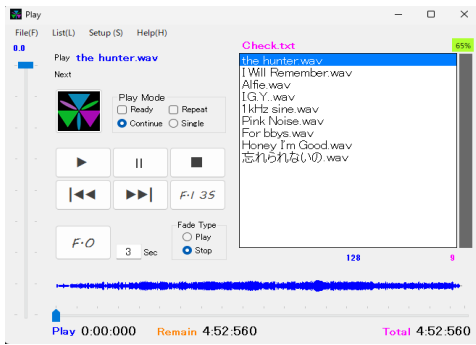 Play
File(F) List(L) Setup (S) Help(H)
0.0
Play the hunter.wav
Next
Check.txt
65%
Play Mode
Ready Repeat
Continue Single
the hunter.wav
I Will Remember.wav
Alfie.wav
I.G.Y..wav
1kHz sine.wav
Pink Noise.wav
For bbys.wav
Honey I'm Good.wav
忘れられないの.wav
F·I 3S
F·O
3 Sec
Fade Type
Play
Stop
128 9
Play 0:00:000 Remain 4:52:560 Total 4:52:560